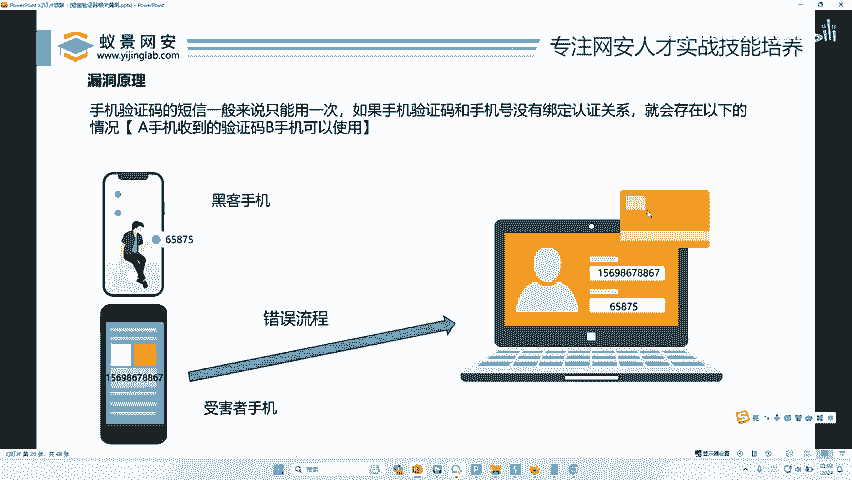 蚁景网安
www.yijinglab.com
专注网安人才实战技能培养
漏洞原理
手机验证码的短信一般来说只能用一次，如果手机验证码和手机号没有绑定认证关系，就会存在以下的
情况【 A手机收到的验证码B手机可以使用】
黑客手机
65875
15698678867
65875
错误流程
15698678867
受害者手机